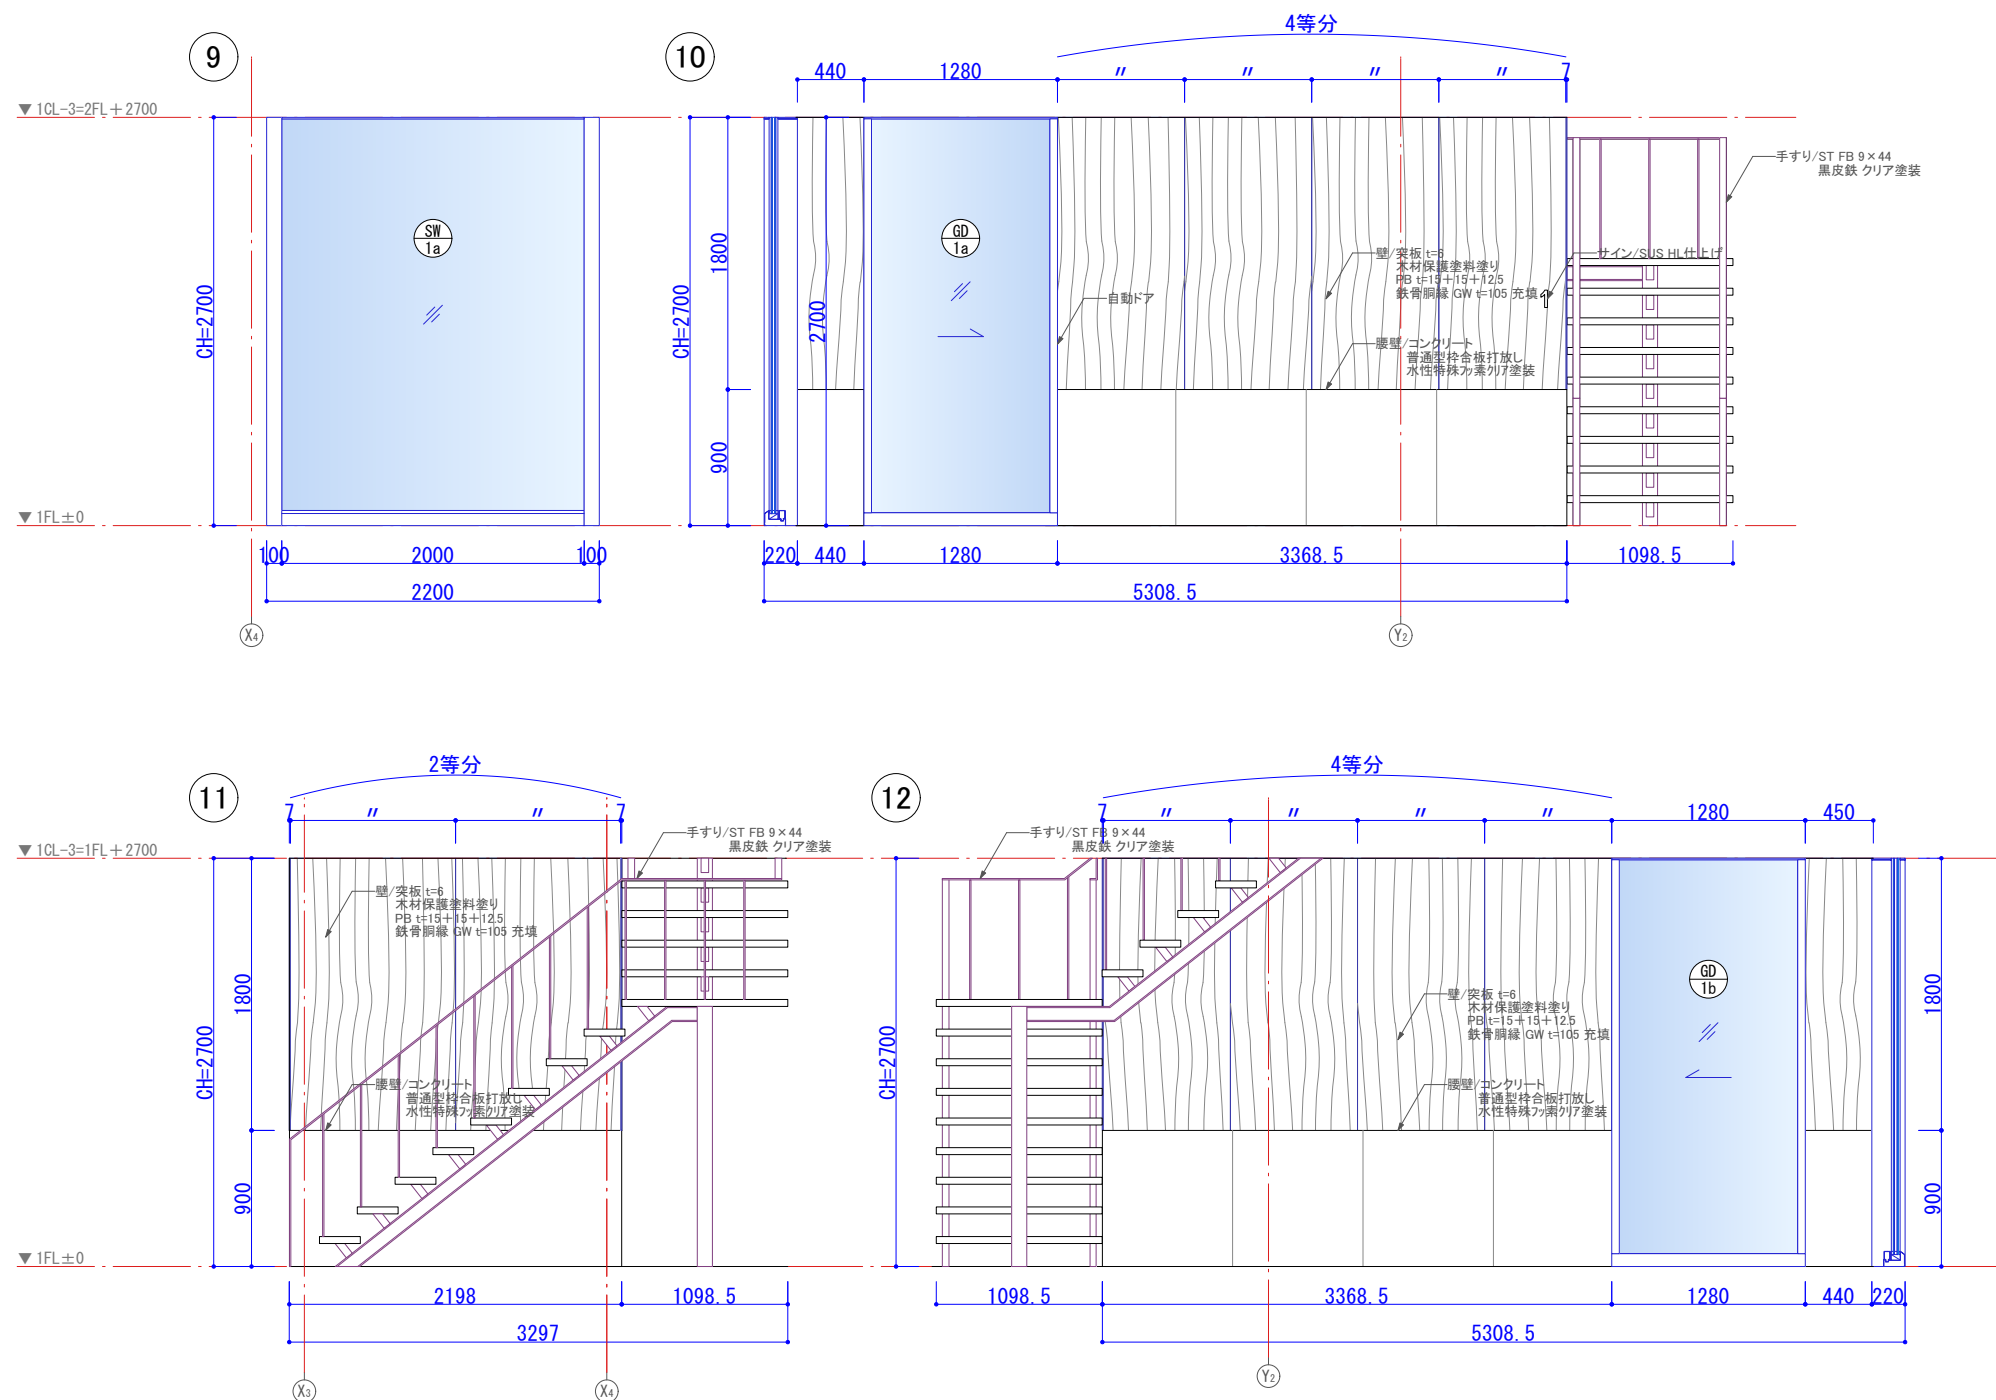 9
▼1CL-3=2FL＋2700
CH=2700
SW
1a
▼1FL±0
100
2000
100
2200
X4
10
4等分
440
1280
〃
〃
〃
〃
7
CH=2700
1800
900
2700
GD
1a
自動ドア
壁/突板 t=6
木材保護塗料塗り
PB t=15＋15＋12.5
鉄骨胴縁 GW t=105 充填
腰壁/コンクリート
普通型枠合板打放し
水性特殊フッ素クリア塗装
サイン/SUS HL仕上げ
1
手すり/ST FB 9×44
黒皮鉄 クリア塗装
220
440
1280
3368.5
1098.5
5308.5
Y2
11
2等分
7
〃
〃
7
▼1CL-3=1FL＋2700
手すり/ST FB 9×44
黒皮鉄 クリア塗装
CH=2700
1800
900
壁/突板 t=6
木材保護塗料塗り
PB t=15＋15＋12.5
鉄骨胴縁 GW t=105 充填
腰壁/コンクリート
普通型枠合板打放し
水性特殊フッ素クリア塗装
▼1FL±0
2198
1098.5
3297
X3
X4
12
4等分
7
〃
〃
〃
〃
1280
450
手すり/ST FB 9×44
黒皮鉄 クリア塗装
CH=2700
壁/突板 t=6
木材保護塗料塗り
PB t=15＋15＋12.5
鉄骨胴縁 GW t=105 充填
腰壁/コンクリート
普通型枠合板打放し
水性特殊フッ素クリア塗装
GD
1b
1800
900
1098.5
3368.5
1280
440
220
5308.5
Y2